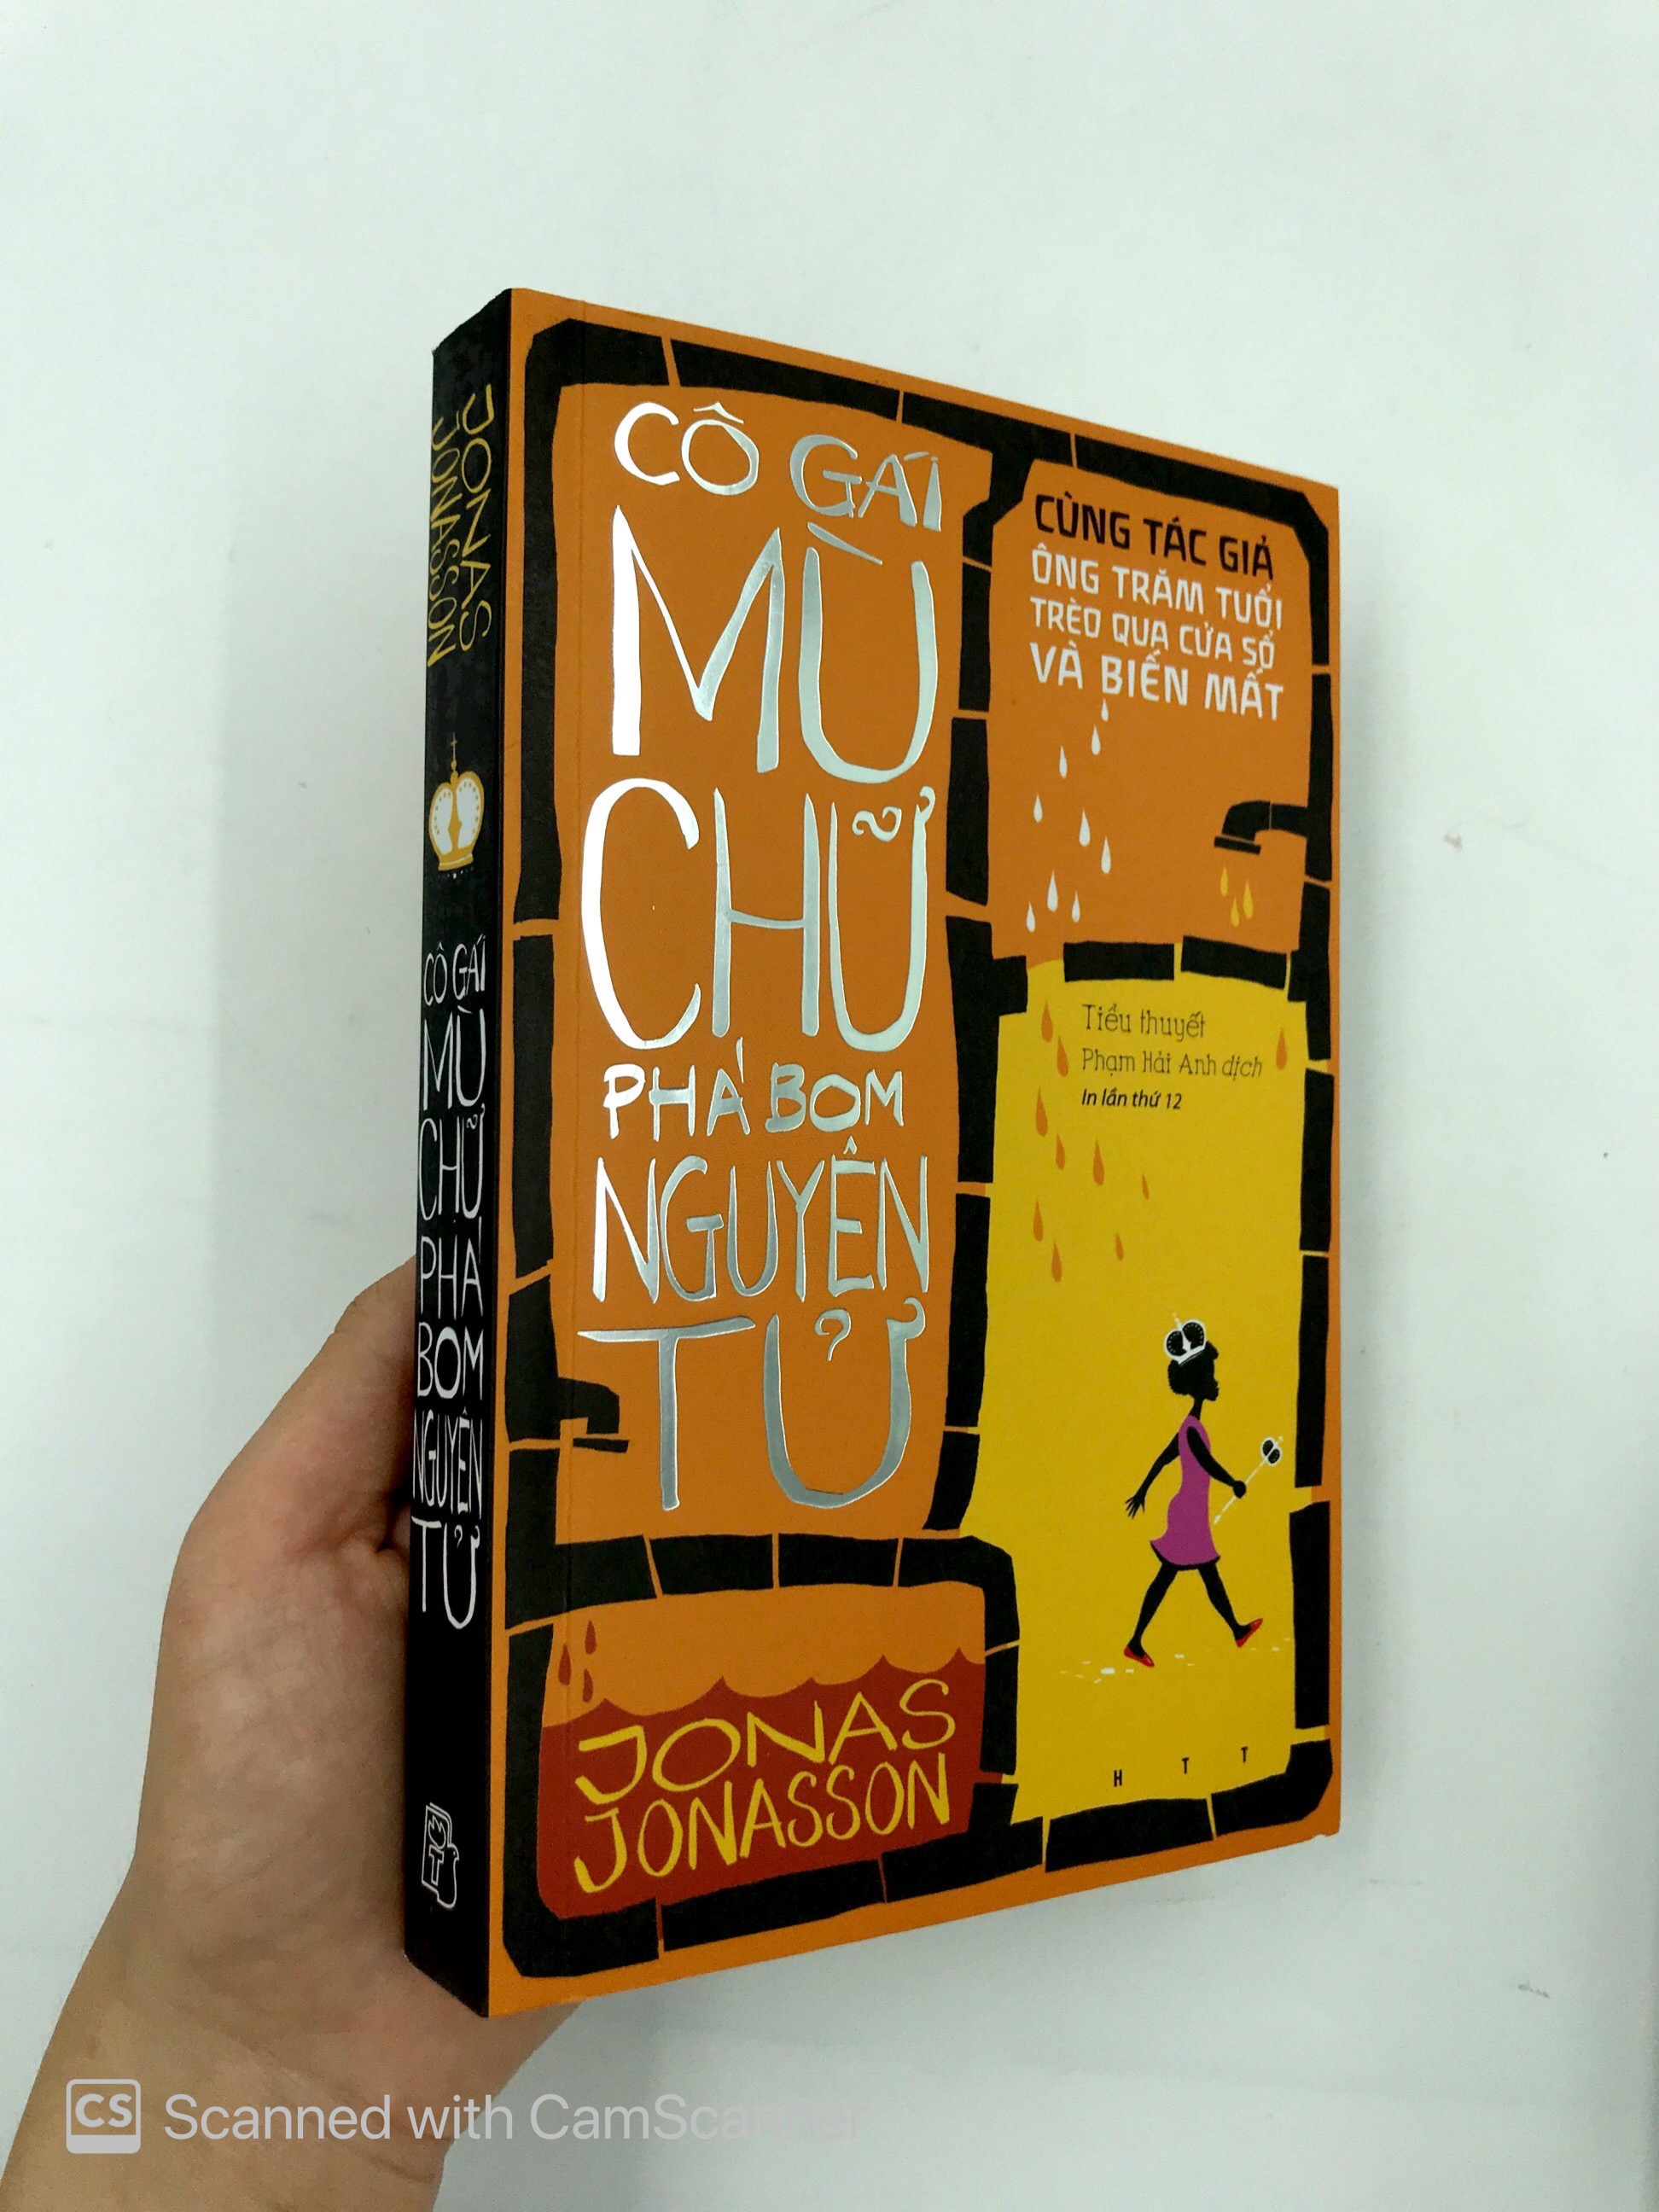 JONAS
JONASSON
CÔ GÁI
MÙ
CHỮ
PHÁ
BOM
NGUYÊN
TỬ
CÔ GÁI
MÙ
CHỮ
PHÁ BOM
NGUYÊN
TỬ
JONAS
JONASSON
CÙNG TÁC GIẢ
ÔNG TRĂM TUỔI
TRÈO QUA CỬA SỔ
VÀ BIẾN MẤT
Tiểu thuyết
Phạm Hải Anh dịch
In lần thứ 12
H T T
CS Scanned with CamScanner